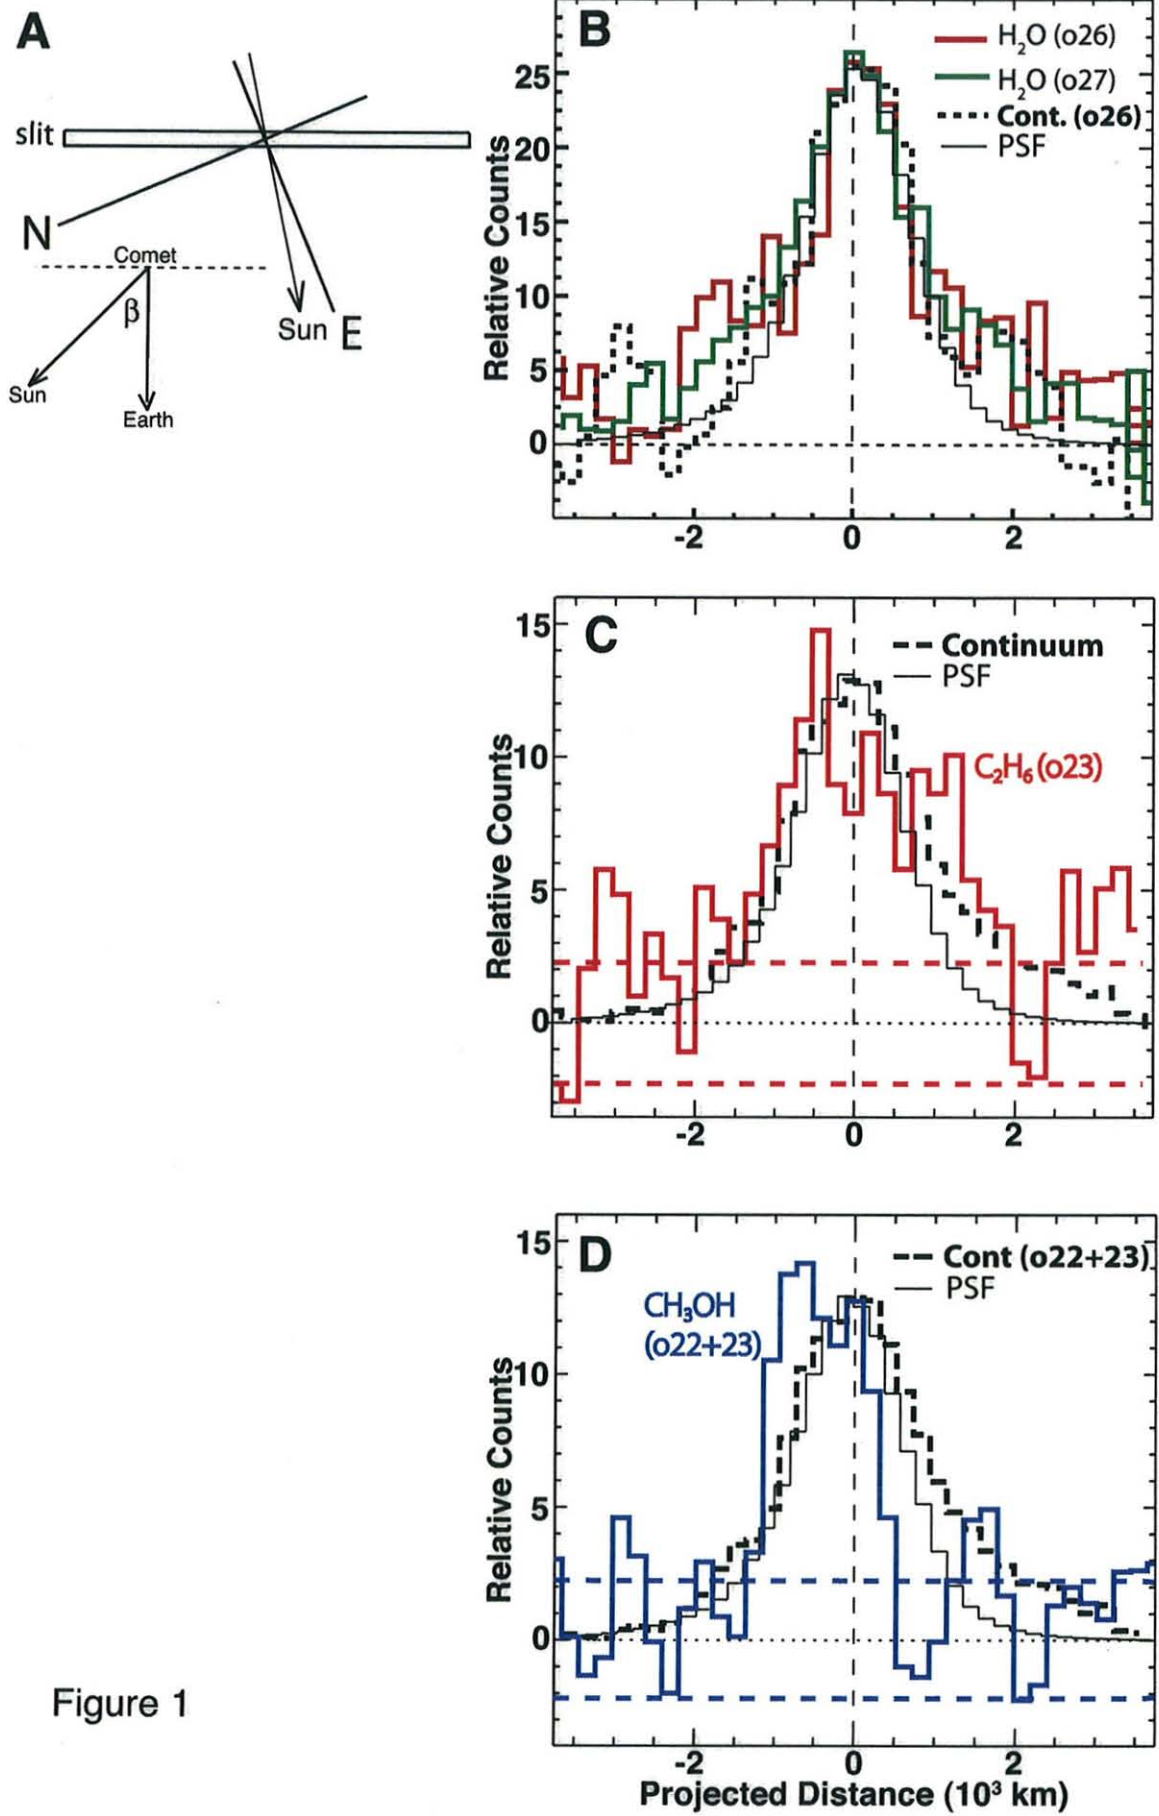 A
slit
N
Comet
β
Sun
E
Sun
Earth
B
H₂O (o26)
H₂O (o27)
Cont. (o26)
PSF
Relative Counts
25
20
15
10
5
0
-2 0 2
C
Continuum
PSF
C₂H₆ (o23)
Relative Counts
15
10
5
0
-2 0 2
D
Cont (o22+23)
PSF
CH₃OH
(o22+23)
Relative Counts
15
10
5
0
-2 0 2
Projected Distance (10³ km)
Figure 1